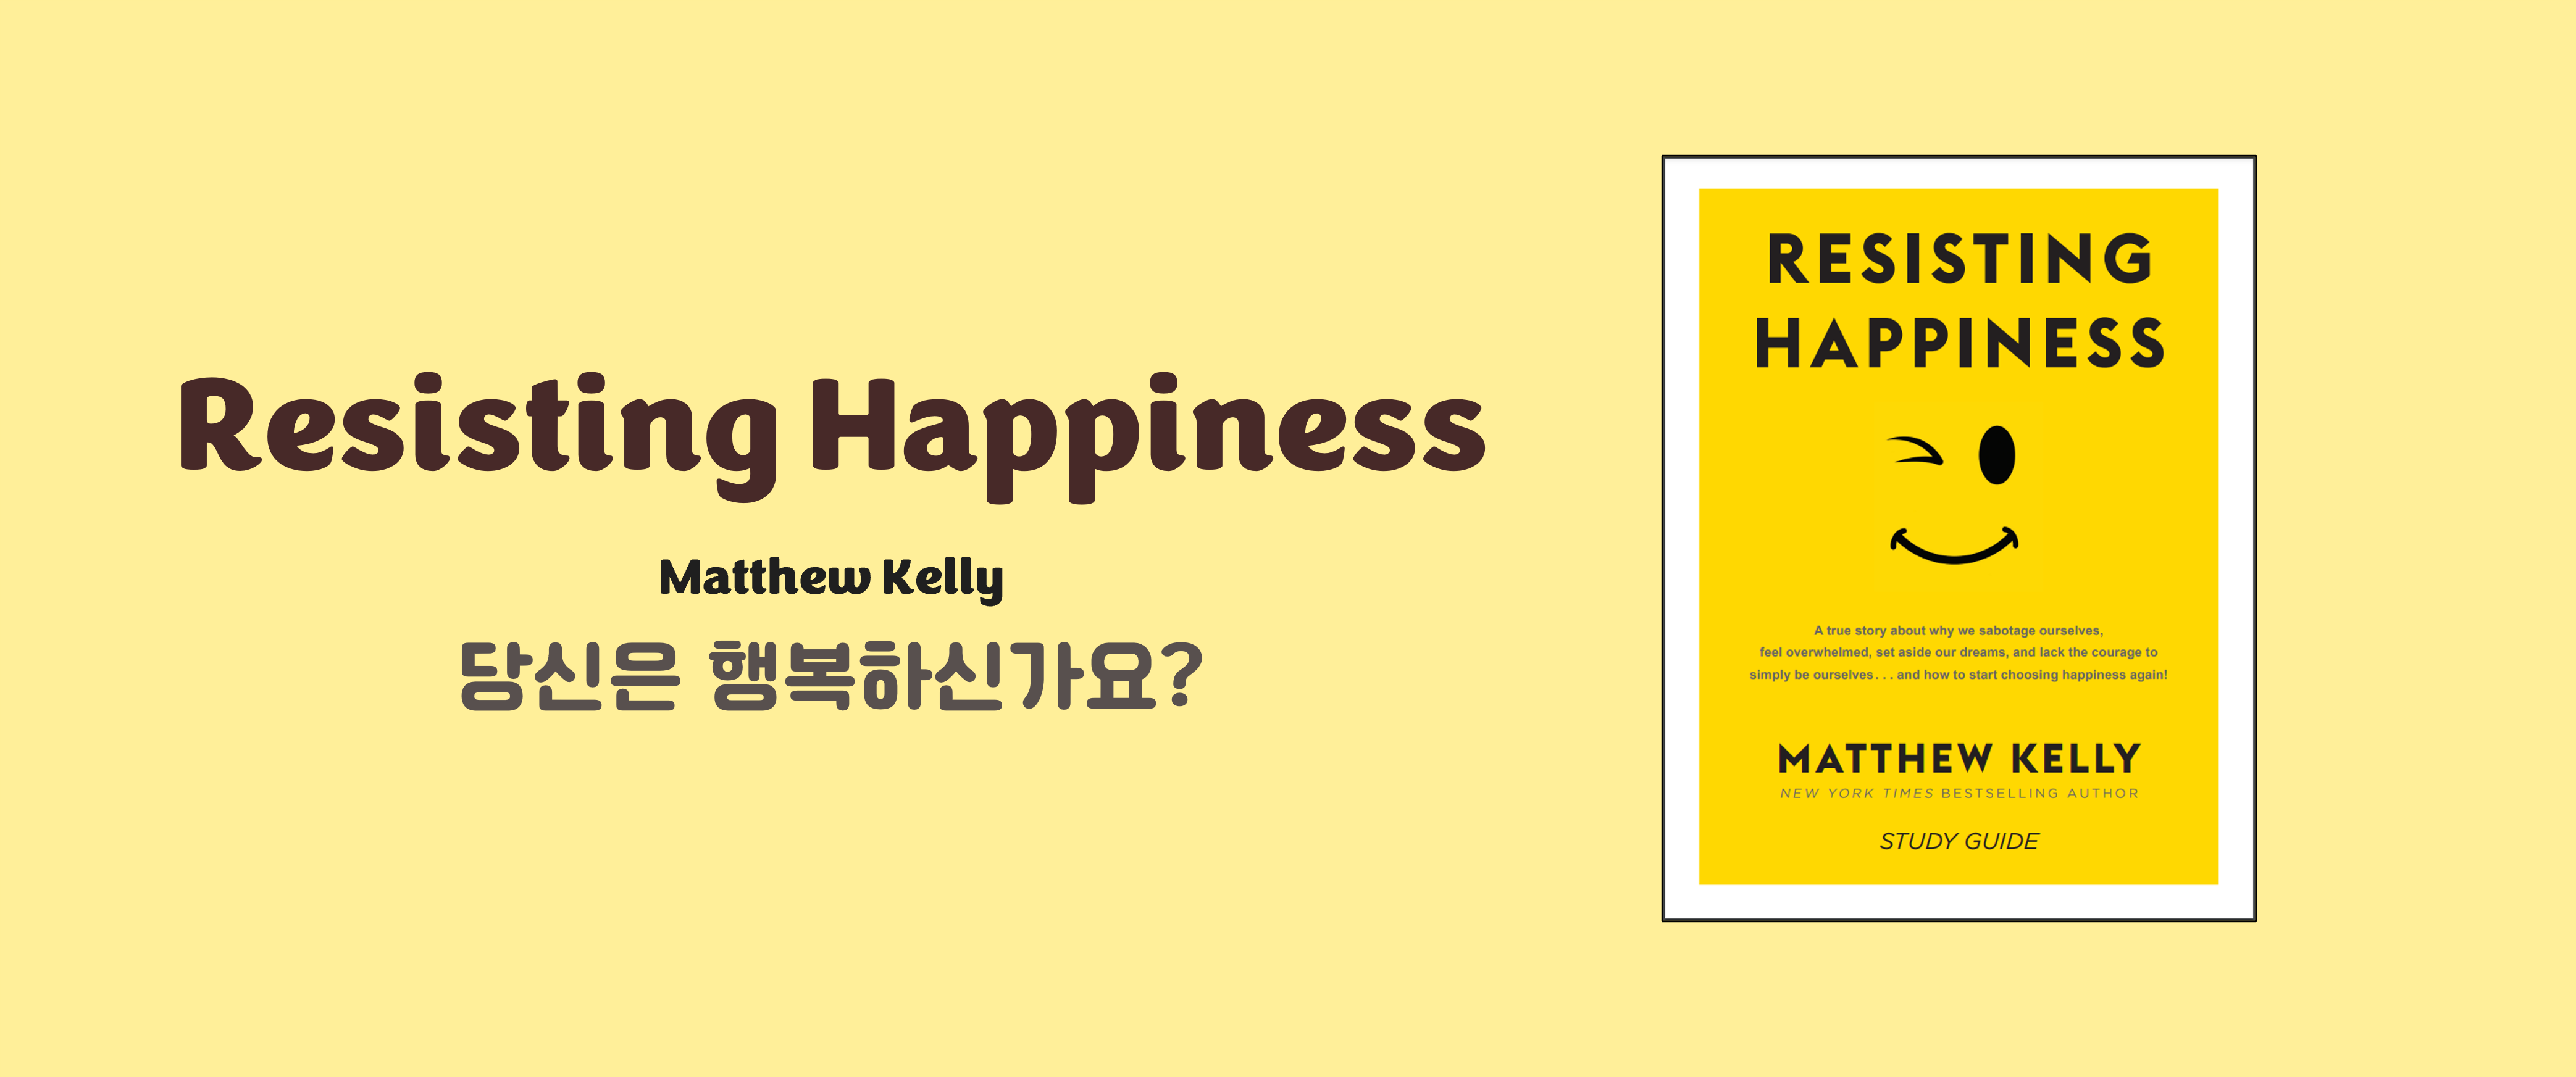 Resisting Happiness
Matthew Kelly
당신은 행복하신가요?
RESISTING
HAPPINESS
A true story about why we sabotage ourselves,
feel overwhelmed, set aside our dreams, and lack the courage to
simply be ourselves . . . and how to start choosing happiness again!
MATTHEW KELLY
NEW YORK TIMES BESTSELLING AUTHOR
STUDY GUIDE